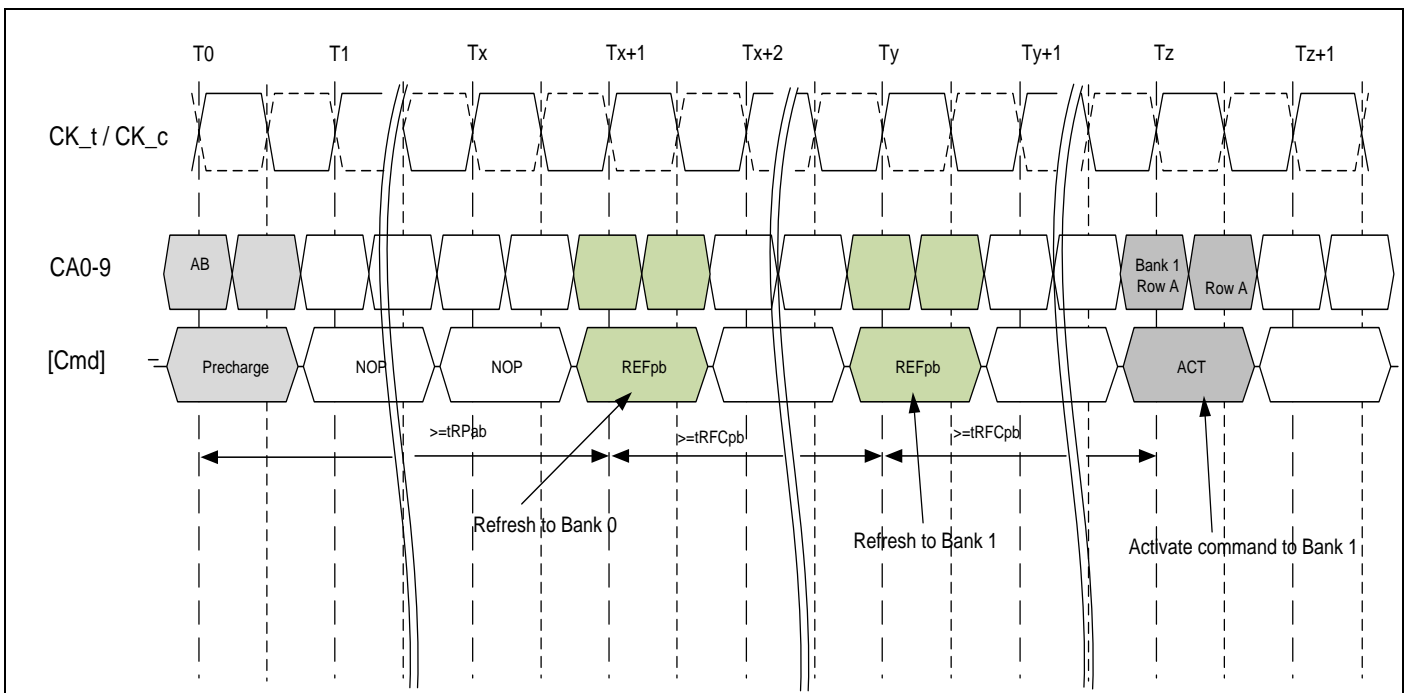 T0 T1 Tx Tx+1 Tx+2 Ty Ty+1 Tz Tz+1
CK_t / CK_c
CA0-9 AB Bank 1 Row A Row A
[Cmd] Precharge NOP NOP REFpb REFpb ACT
>=tRPab >=tRFCpb >=tRFCpb
Refresh to Bank 0
Refresh to Bank 1
Activate command to Bank 1